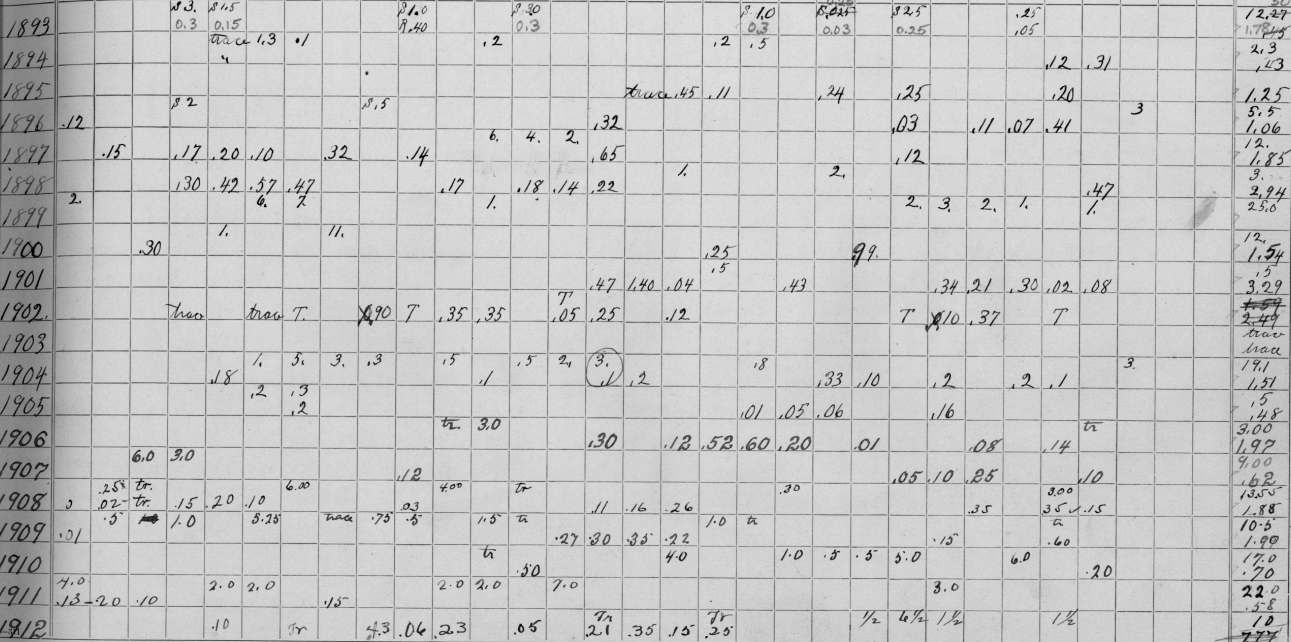 S3. S1.5 S1.0 S.30 S1.0 S2.5 .25 12.27
1893 0.3 0.15 R.40 0.3 0.3 0.03 0.25 .05
trace 1.3 .1 .2 .2 .5 2.3
1894 " .12 .31 .43
1895 trace .45 .11 .24 .25 .20 1.25
S2 S.5 3 5.5
1896 .12 .32 .03 .11 .07 .41 1.06
6. 4. 2. 12.
1897 .15 .17 .20 .10 .32 .14 .65 .12 1.85
1. 2. 3.
1898 .30 .42 .57 .47 .17 .18 .14 .22 .47 2.94
2. 6. 7. 1. 2. 3. 2. 1. 1. 25.0
1899
1. 11. 12.
1900 .30 .25 .99. 1.54
.5 .5
1901 .47 1.40 .04 .43 .34 .21 .30 .02 .08 3.29
T 1.59
1902. trace trace T. .90 T .35 .35 .05 .25 .12 T .10 .37 T 2.49
trace
1903 trace
1. 5. 3. .3 .5 .5 2. 3. .8 3. 19.1
1904 .18 .1 .1 .2 .33 .10 .2 .2 .1 1.51
.2 .3 .5
1905 .2 .01 .05 .06 .16 .48
tr. 3.0 tr 3.00
1906 .30 .12 .52 .60 .20 .01 .08 .14 1.97
6.0 3.0 9.00
1907 .12 .05 .10 .25 .10 .62
.25 tr. 6.00 4.00 tr .30 3.00 13.55
1908 .02 tr. .15 .20 .10 .03 .11 .16 .26 .35 .35 .15 1.88
.5 1.0 5.25 trace .75 .5 1.5 tr 1.0 tr tr 10.5
1909 .01 .27 .30 .35 .22 .15 .60 1.90
tr 4.0 1.0 .5 .5 5.0 6.0 17.0
1910 .50 .20 .70
4.0 2.0 2.0 2.0 2.0 7.0 3.0 22.0
1911 .13 .20 .10 .15 .58
Tr Tr 1/2 6 1/2 1 1/2 1 1/2 10
1912 .10 Tr .43 .06 .23 .05 21 .35 .15 .25 777